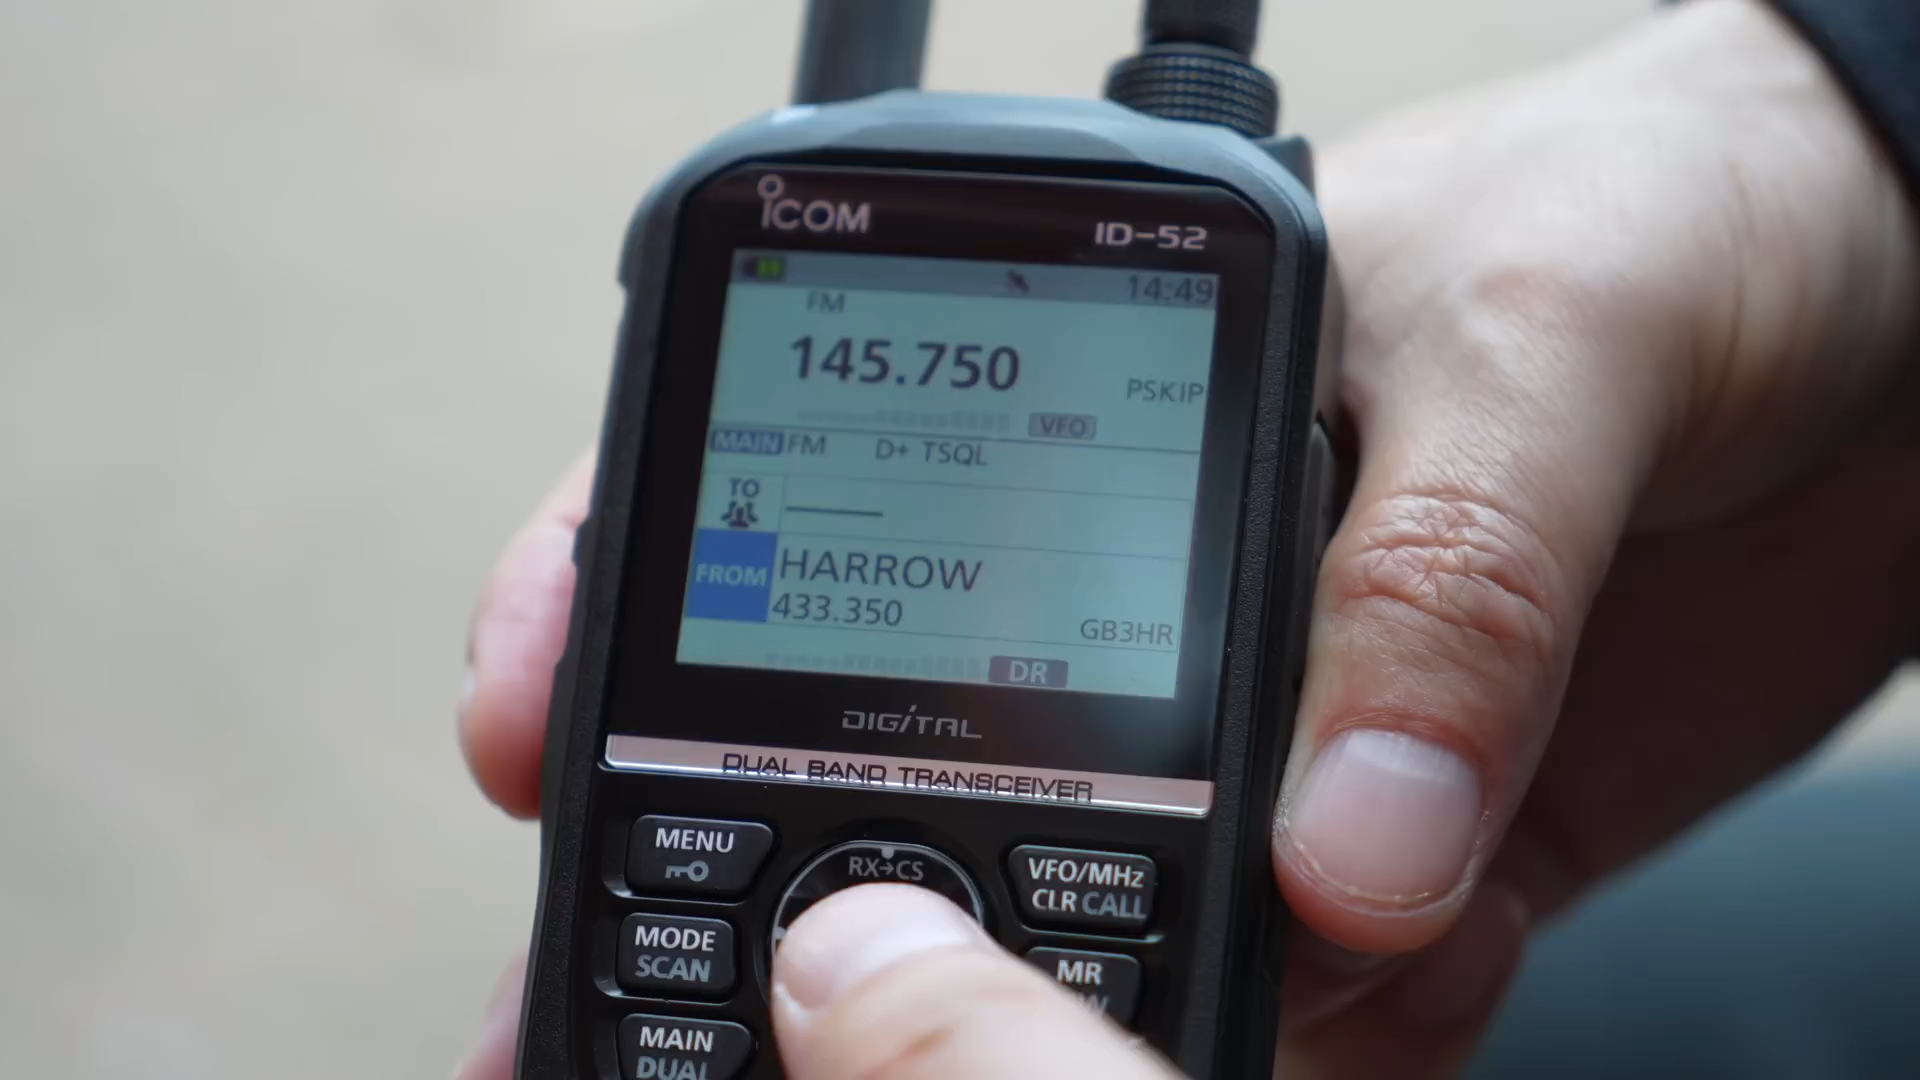 ICOM
ID-52
14:49
FM
145.750
PSKIP
VFO
MAIN FM D+ TSQL
TO
FROM HARROW
433.350 GB3HR
DR
DIGITAL
DUAL BAND TRANSCEIVER
MENU
RX→CS
VFO/MHz
CLR CALL
MODE
SCAN
MR
MAIN
DUAL